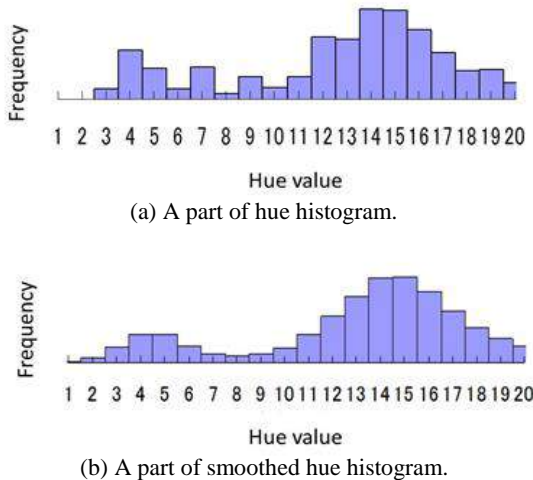 Frequency
1 2 3 4 5 6 7 8 9 10 11 12 13 14 15 16 17 18 19 20
Hue value
(a) A part of hue histogram.
Frequency
1 2 3 4 5 6 7 8 9 10 11 12 13 14 15 16 17 18 19 20
Hue value
(b) A part of smoothed hue histogram.